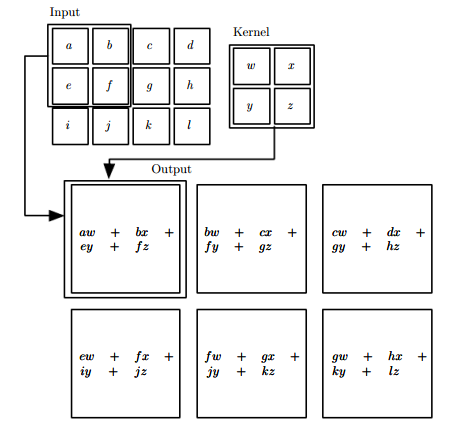 Input
Kernel
a b c d
w x
e f g h
y z
i j k l
Output
aw + bx +
ey + fz
bw + cx +
fy + gz
cw + dx +
gy + hz
ew + fx +
iy + jz
fw + gx +
jy + kz
gw + hx +
ky + lz